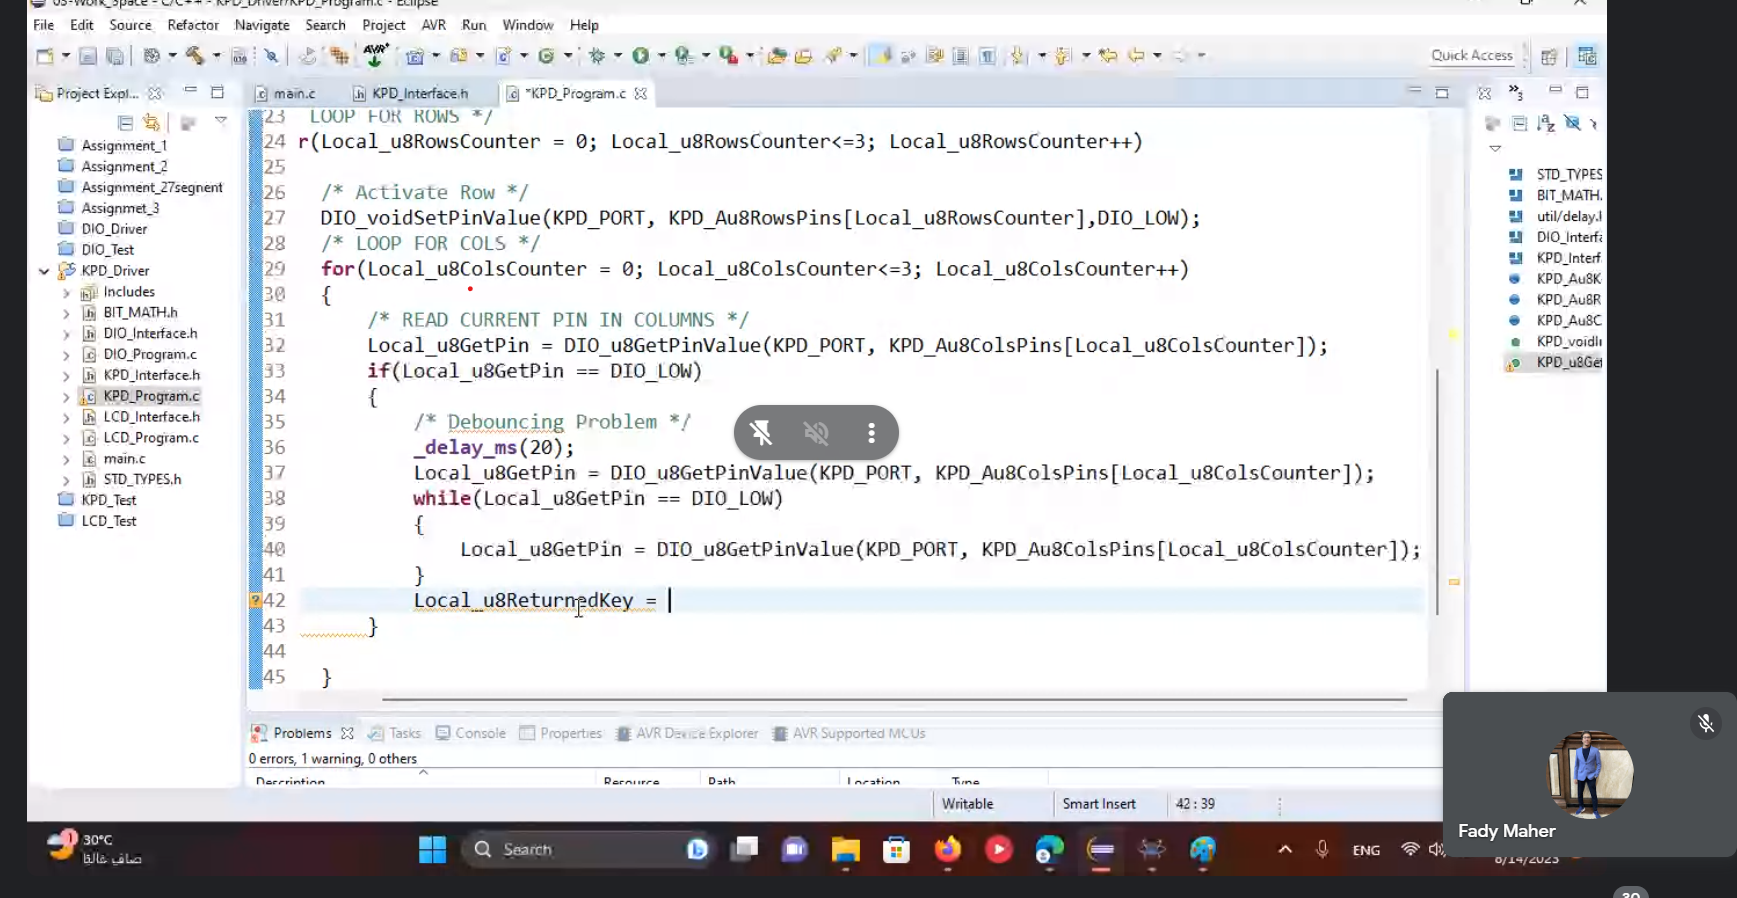 03-Work_Space - C/C++ - KPD_Driver/KPD_Program.c - Eclipse
File Edit Source Refactor Navigate Search Project AVR Run Window Help
Quick Access
Project Expl...
main.c
KPD_Interface.h
*KPD_Program.c
3
Assignment_1
Assignment_2
Assignment_27segment
Assignmet_3
DIO_Driver
DIO_Test
KPD_Driver
Includes
BIT_MATH.h
DIO_Interface.h
DIO_Program.c
KPD_Interface.h
KPD_Program.c
LCD_Interface.h
LCD_Program.c
main.c
STD_TYPES.h
KPD_Test
LCD_Test
23 LOOP FOR ROWS */
24 r(Local_u8RowsCounter = 0; Local_u8RowsCounter<=3; Local_u8RowsCounter++)
25
26 /* Activate Row */
27 DIO_voidSetPinValue(KPD_PORT, KPD_Au8RowsPins[Local_u8RowsCounter],DIO_LOW);
28 /* LOOP FOR COLS */
29 for(Local_u8ColsCounter = 0; Local_u8ColsCounter<=3; Local_u8ColsCounter++)
30 {
31 /* READ CURRENT PIN IN COLUMNS */
32 Local_u8GetPin = DIO_u8GetPinValue(KPD_PORT, KPD_Au8ColsPins[Local_u8ColsCounter]);
33 if(Local_u8GetPin == DIO_LOW)
34 {
35 /* Debouncing Problem */
36 _delay_ms(20);
37 Local_u8GetPin = DIO_u8GetPinValue(KPD_PORT, KPD_Au8ColsPins[Local_u8ColsCounter]);
38 while(Local_u8GetPin == DIO_LOW)
39 {
40 Local_u8GetPin = DIO_u8GetPinValue(KPD_PORT, KPD_Au8ColsPins[Local_u8ColsCounter]);
41 }
42 Local_u8ReturnedKey =
43 }
44
45 }
STD_TYPES
BIT_MATH.
util/delay.l
DIO_Interfa
KPD_Interf
KPD_Au8K
KPD_Au8R
KPD_Au8C
KPD_voidI
KPD_u8Ge
Problems Tasks Console Properties AVR Device Explorer AVR Supported MCUs
0 errors, 1 warning, 0 others
Description Resource Path Location Type
Writable Smart Insert 42 : 39
Fady Maher
1
30°C
صافي غالبًا
Search
ENG
8/14/2023